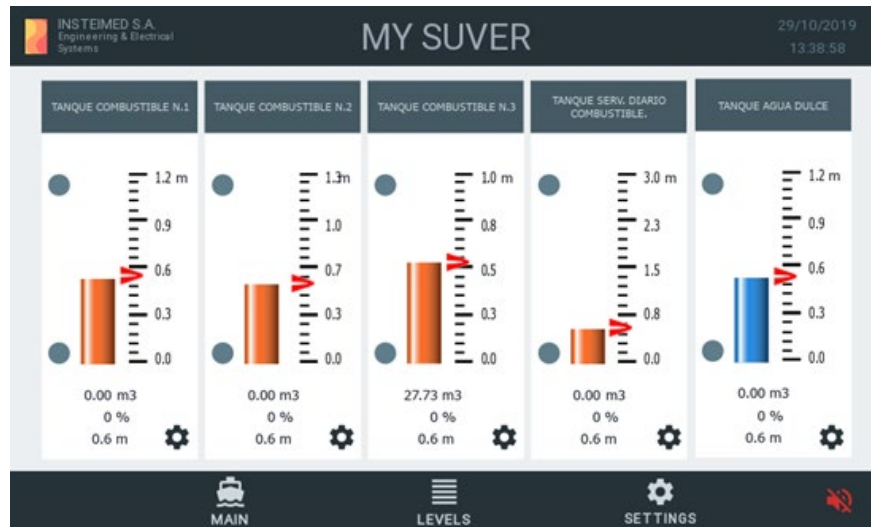 INSTEIMED S.A.
Engineering & Electrical
Systems
MY SUVER
29/10/2019
13:38:58
TANQUE COMBUSTIBLE N.1
1.2 m
0.9
0.6
0.3
0.0
0.00 m3
0 %
0.6 m
TANQUE COMBUSTIBLE N.2
1.3m
1.0
0.7
0.3
0.0
0.00 m3
0 %
0.6 m
TANQUE COMBUSTIBLE N.3
1.0 m
0.8
0.5
0.3
0.0
27.73 m3
0 %
0.6 m
TANQUE SERV. DIARIO
COMBUSTIBLE.
3.0 m
2.3
1.5
0.8
0.0
0.00 m3
0 %
0.6 m
TANQUE AGUA DULCE
1.2 m
0.9
0.6
0.3
0.0
0.00 m3
0 %
0.6 m
MAIN
LEVELS
SETTINGS